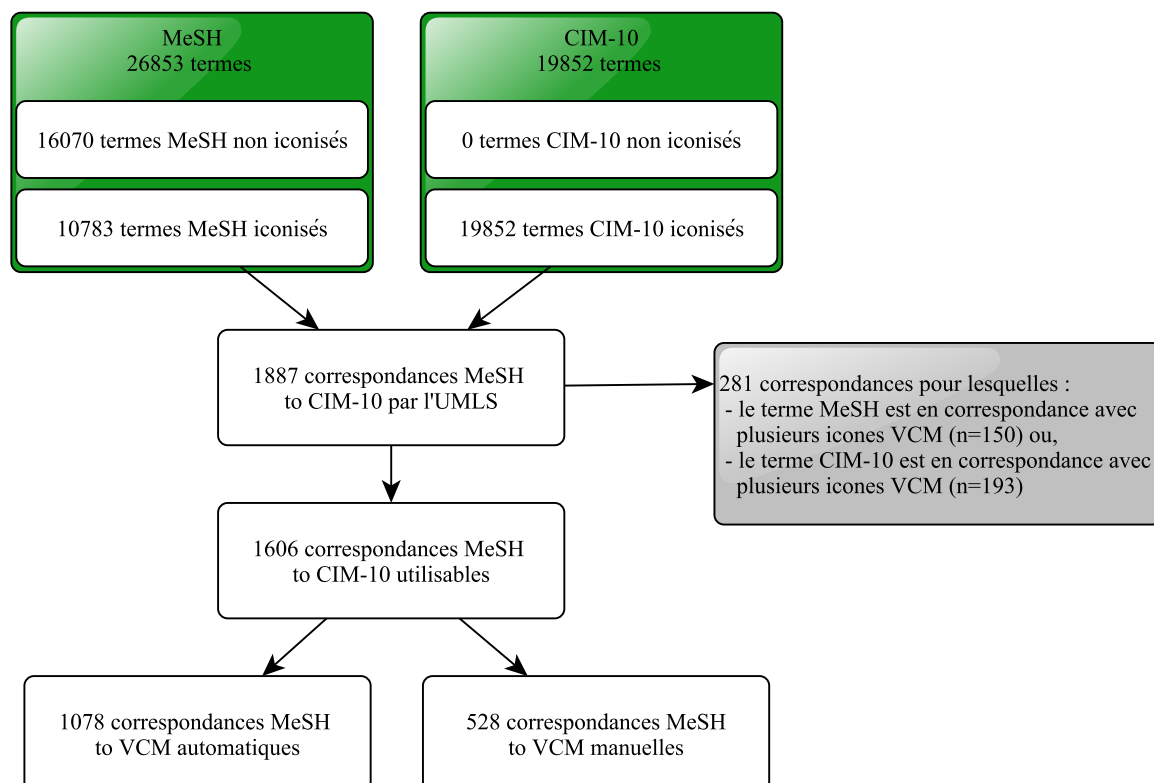 MeSH
26853 termes
16070 termes MeSH non iconisés
10783 termes MeSH iconisés
CIM-10
19852 termes
0 termes CIM-10 non iconisés
19852 termes CIM-10 iconisés
1887 correspondances MeSH
to CIM-10 par l'UMLS
281 correspondances pour lesquelles :
- le terme MeSH est en correspondance avec
plusieurs icones VCM (n=150) ou,
- le terme CIM-10 est en correspondance avec
plusieurs icones VCM (n=193)
1606 correspondances MeSH
to CIM-10 utilisables
1078 correspondances MeSH
to VCM automatiques
528 correspondances MeSH
to VCM manuelles